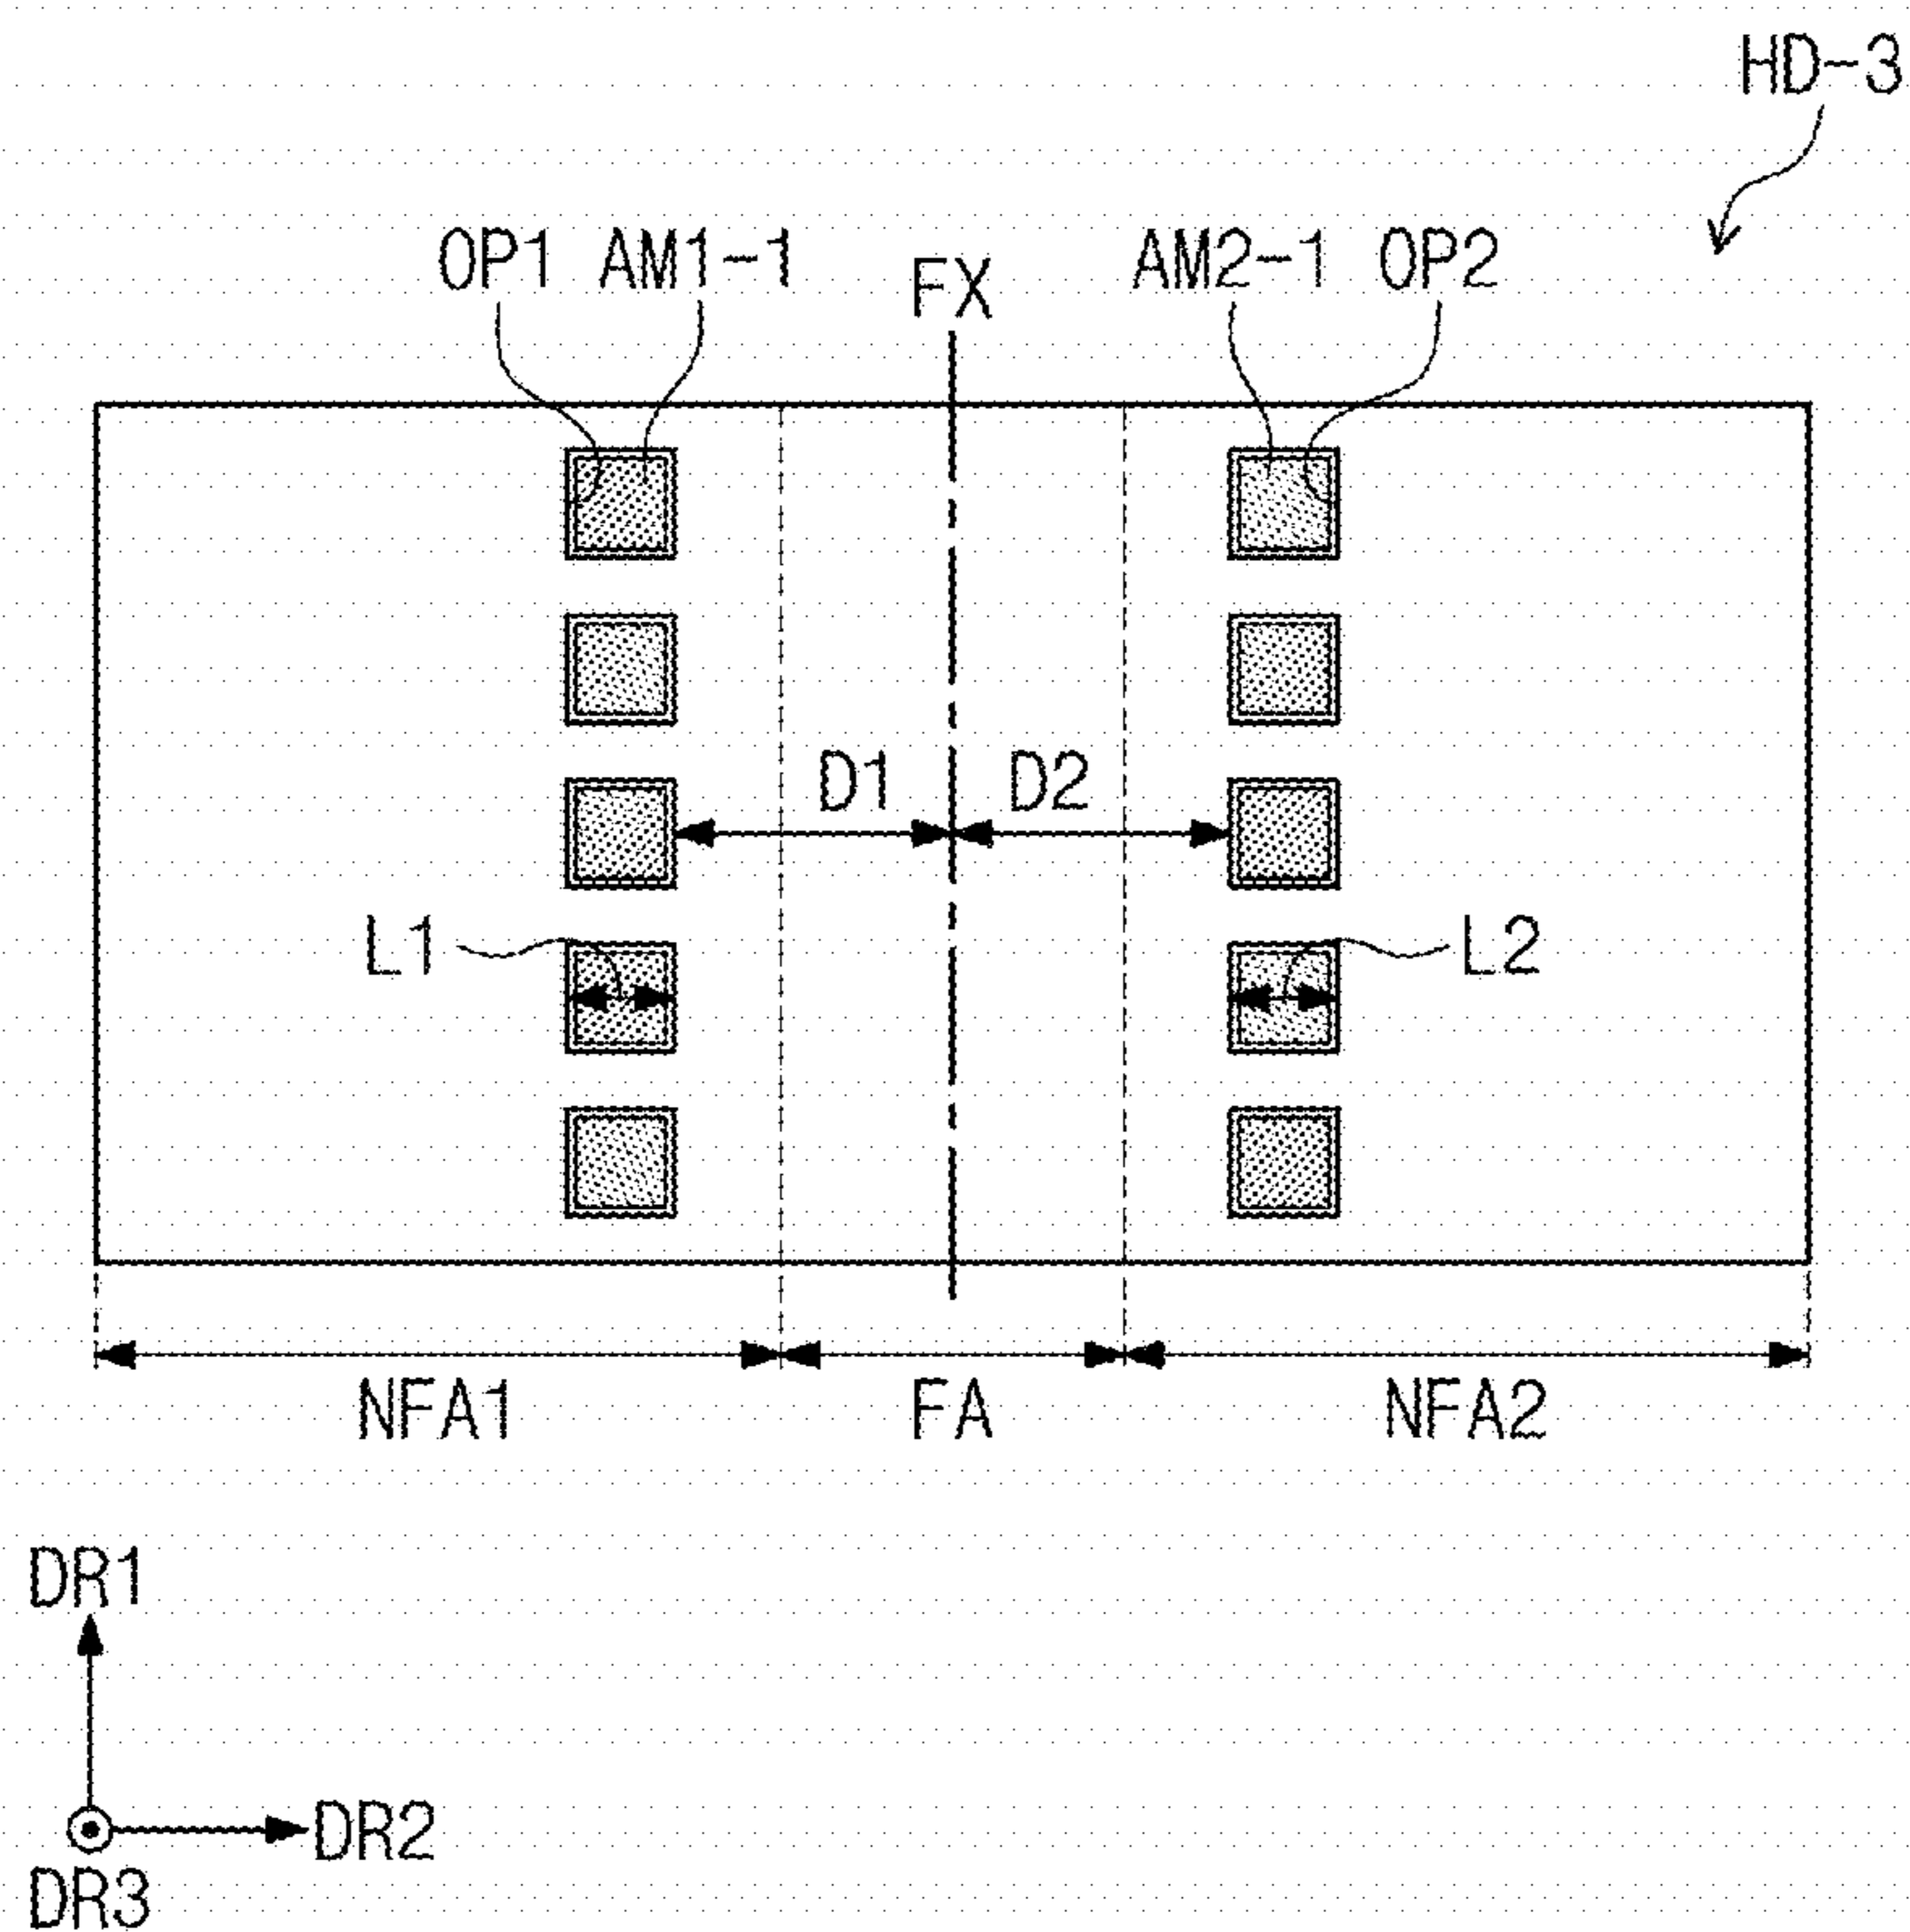 HD-3
OP1 AM1-1 FX AM2-1 OP2
D1 D2
L1 L2
NFA1 FA NFA2
DR1
DR2
DR3